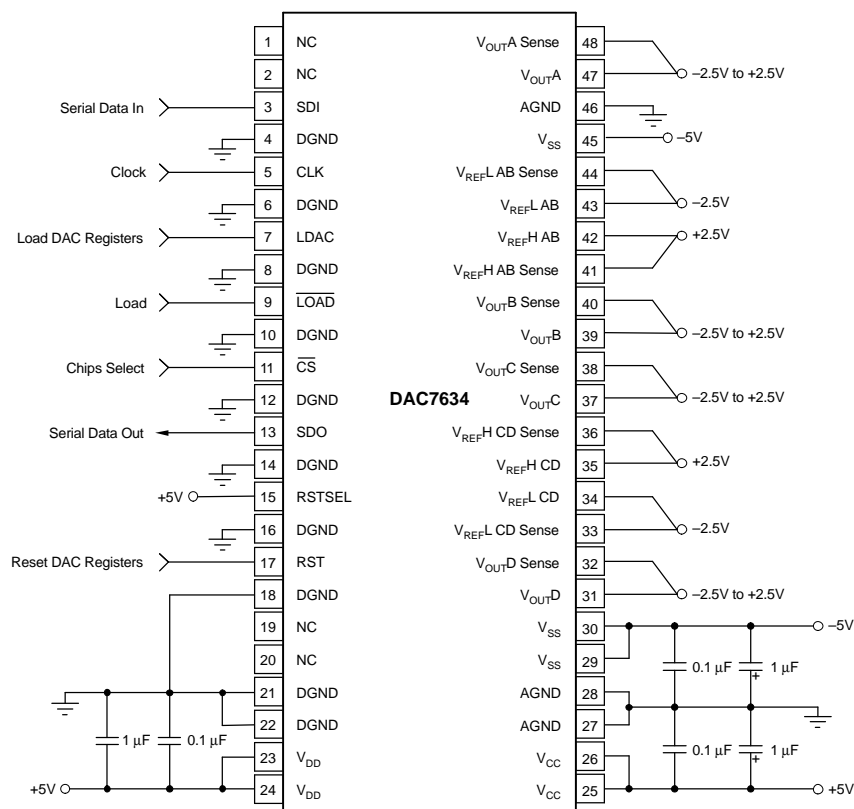 1 NC VOUTA Sense 48
2 NC VOUTA 47 –2.5V to +2.5V
Serial Data In 3 SDI AGND 46
4 DGND VSS 45 –5V
Clock 5 CLK VREFL AB Sense 44
6 DGND VREFL AB 43 –2.5V
Load DAC Registers 7 LDAC VREFH AB 42 +2.5V
8 DGND VREFH AB Sense 41
Load 9 LOAD VOUTB Sense 40
10 DGND VOUTB 39 –2.5V to +2.5V
Chips Select 11 CS VOUTC Sense 38
12 DGND DAC7634 VOUTC 37 –2.5V to +2.5V
Serial Data Out 13 SDO VREFH CD Sense 36
14 DGND VREFH CD 35 +2.5V
+5V 15 RSTSEL VREFL CD 34
16 DGND VREFL CD Sense 33 –2.5V
Reset DAC Registers 17 RST VOUTD Sense 32
18 DGND VOUTD 31 –2.5V to +2.5V
19 NC VSS 30 –5V
20 NC VSS 29
0.1 µF 1 µF +
21 DGND AGND 28
22 DGND AGND 27
1 µF 0.1 µF 0.1 µF 1 µF +
23 VDD VCC 26
+5V 24 VDD VCC 25 +5V